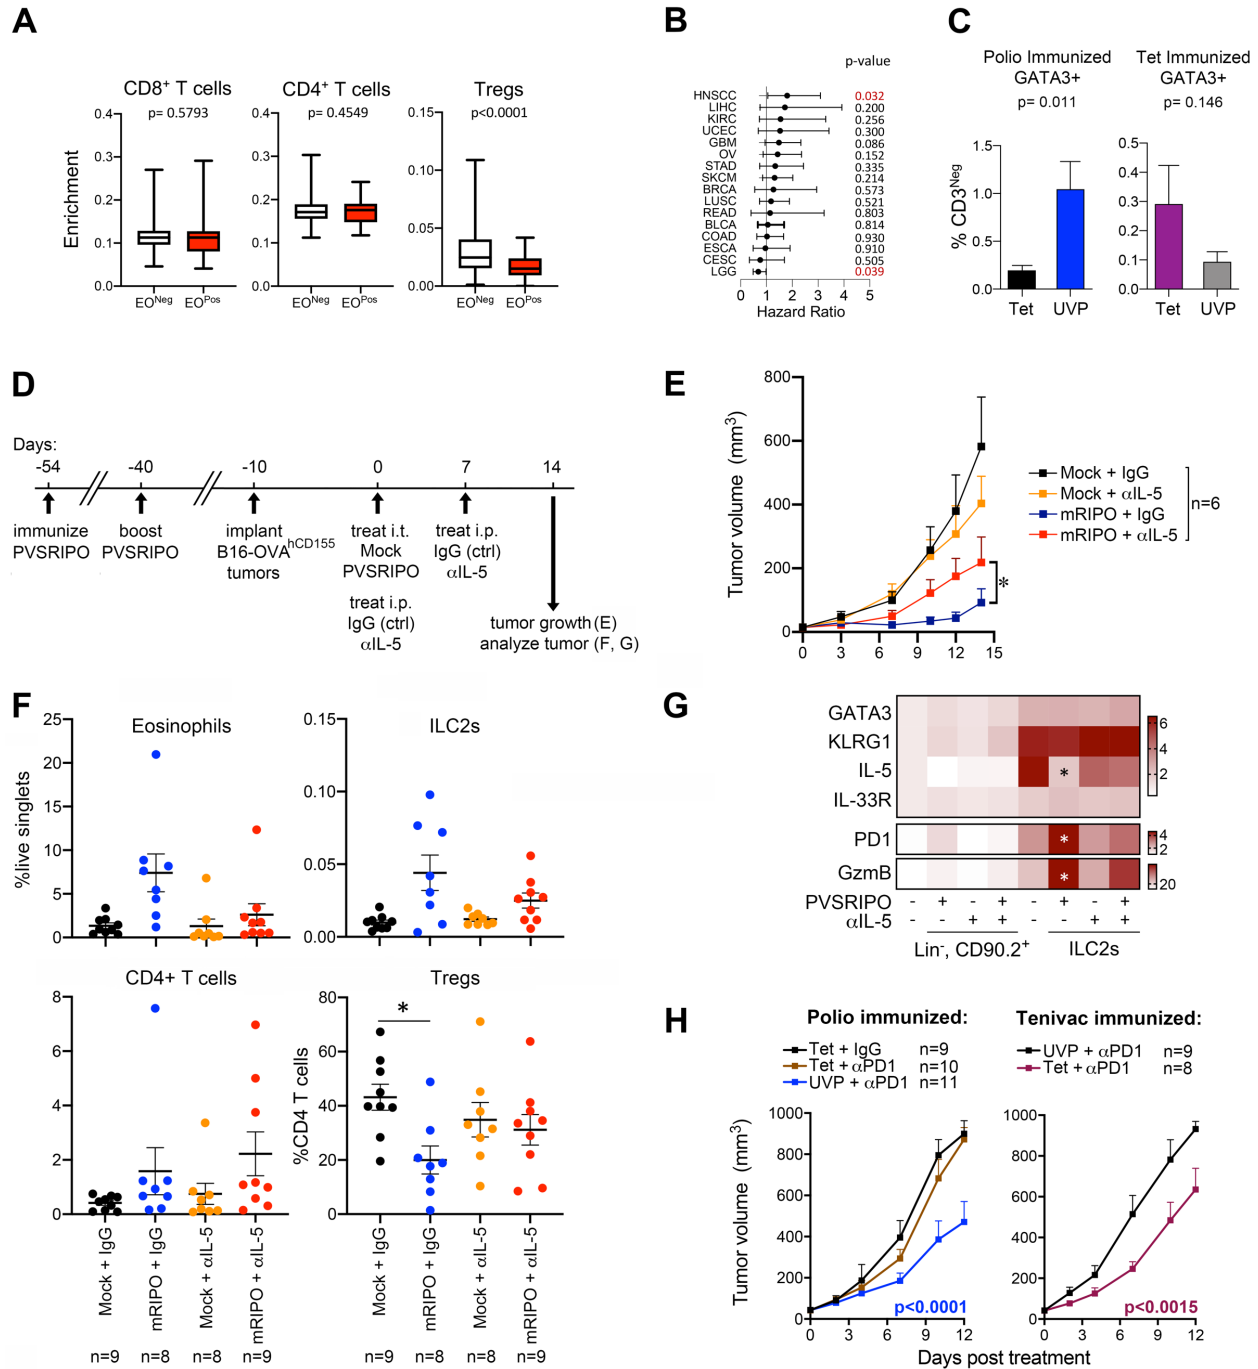 A
CD8+ T cells
p= 0.5793
CD4+ T cells
p= 0.4549
Tregs
p<0.0001
Enrichment
0.4
0.3
0.2
0.1
0.0
0.4
0.3
0.2
0.1
0.0
0.15
0.10
0.05
0.00
EONeg EOPos
EONeg EOPos
EONeg EOPos
B
p-value
HNSCC 0.032
LIHC 0.200
KIRC 0.256
UCEC 0.300
GBM 0.086
OV 0.152
STAD 0.335
SKCM 0.214
BRCA 0.573
LUSC 0.521
READ 0.803
BLCA 0.814
COAD 0.930
ESCA 0.910
CESC 0.505
LGG 0.039
0 1 2 3 4 5
Hazard Ratio
C
Polio Immunized
GATA3+
p= 0.011
Tet Immunized
GATA3+
p= 0.146
% CD3Neg
1.5
1.0
0.5
0.0
Tet UVP
0.5
0.4
0.3
0.2
0.1
0.0
Tet UVP
D
Days:
-54 -40 -10 0 7 14
immunize
PVSRIPO
boost
PVSRIPO
implant
B16-OVAhCD155
tumors
treat i.t.
Mock
PVSRIPO
treat i.p.
IgG (ctrl)
αIL-5
treat i.p.
IgG (ctrl)
αIL-5
tumor growth (E)
analyze tumor (F, G)
E
Tumor volume (mm3)
800
600
400
200
0
0 3 6 9 12 15
Mock + IgG
Mock + αIL-5
mRIPO + IgG
mRIPO + αIL-5
n=6
*
F
%live singlets
Eosinophils
25
20
15
10
5
0
ILC2s
0.15
0.10
0.05
0.00
CD4+ T cells
8
6
4
2
0
Tregs
%CD4 T cells
80
60
40
20
0
*
Mock + IgG
mRIPO + IgG
Mock + αIL-5
mRIPO + αIL-5
n=9 n=8 n=8 n=9
Mock + IgG
mRIPO + IgG
Mock + αIL-5
mRIPO + αIL-5
n=9 n=8 n=8 n=9
G
GATA3
KLRG1
IL-5 *
IL-33R
PD1 *
GzmB *
6
4
2
4
2
20
PVSRIPO - + - + - + - +
αIL-5 - - + + - - + +
Lin-, CD90.2+
ILC2s
H
Polio immunized:
Tet + IgG n=9
Tet + αPD1 n=10
UVP + αPD1 n=11
Tenivac immunized:
UVP + αPD1 n=9
Tet + αPD1 n=8
Tumor volume (mm3)
1000
800
600
400
200
0
p<0.0001
0 3 6 9 12
1000
800
600
400
200
0
p<0.0015
0 3 6 9 12
Days post treatment